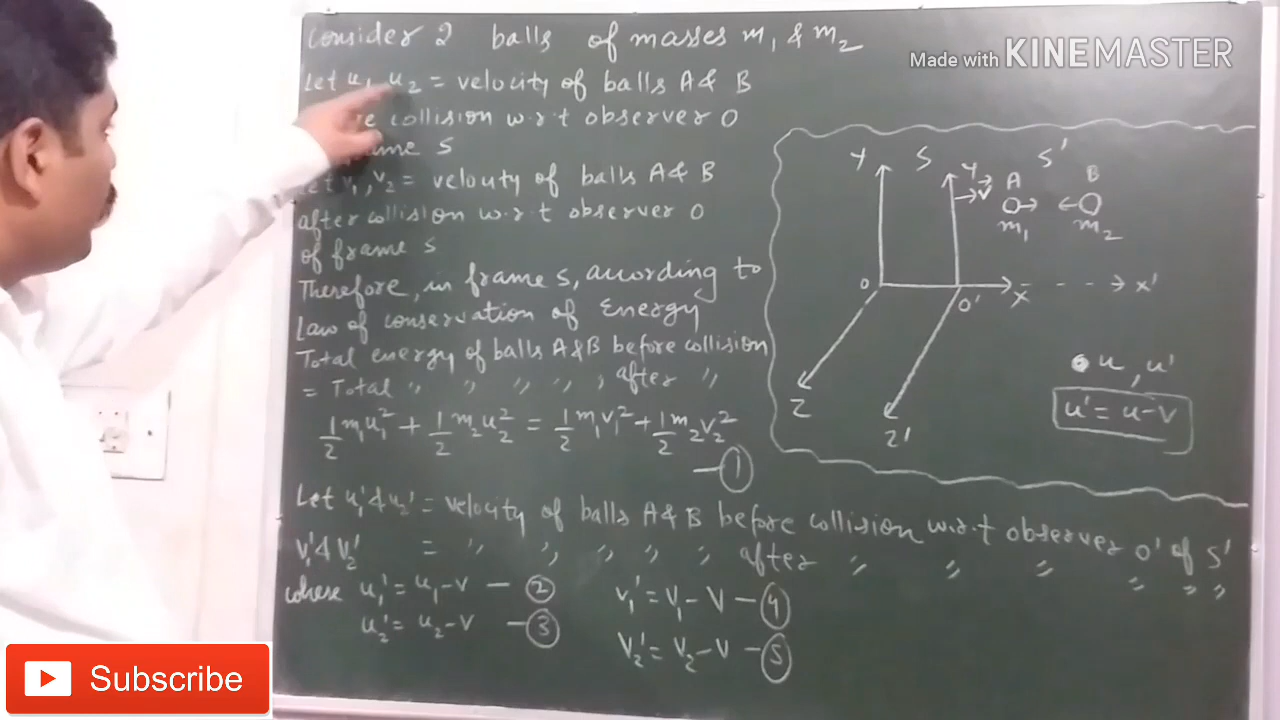 Consider 2 balls of masses m₁ & m₂
Let u₁, u₂ = velocity of balls A & B
collision w.r.t observer O
frame S
Let v₁, v₂ = velouty of balls A & B
after collision w.r.t observer O
of frame S
Therefore, in frame S, auording to
Law of conservation of Energy
Total energy of balls A & B before collision
= Total " " " " " after "
1/2 m₁u₁² + 1/2 m₂u₂² = 1/2 m₁v₁² + 1/2 m₂v₂²
— ①
Let u₁' & u₂' = velocity of balls A & B before collision w.r.t observer O' of S'
v₁' & v₂' = " " " " " after " " " " " "
where u₁' = u₁ - v — ②
u₂' = u₂ - v — ③
v₁' = v₁ - v — ④
v₂' = v₂ - v — ⑤
Y S Y' S'
v
A B
m₁ m₂
O O' X X'
Z Z'
u, u'
u' = u - v
Made with KINEMASTER
Subscribe